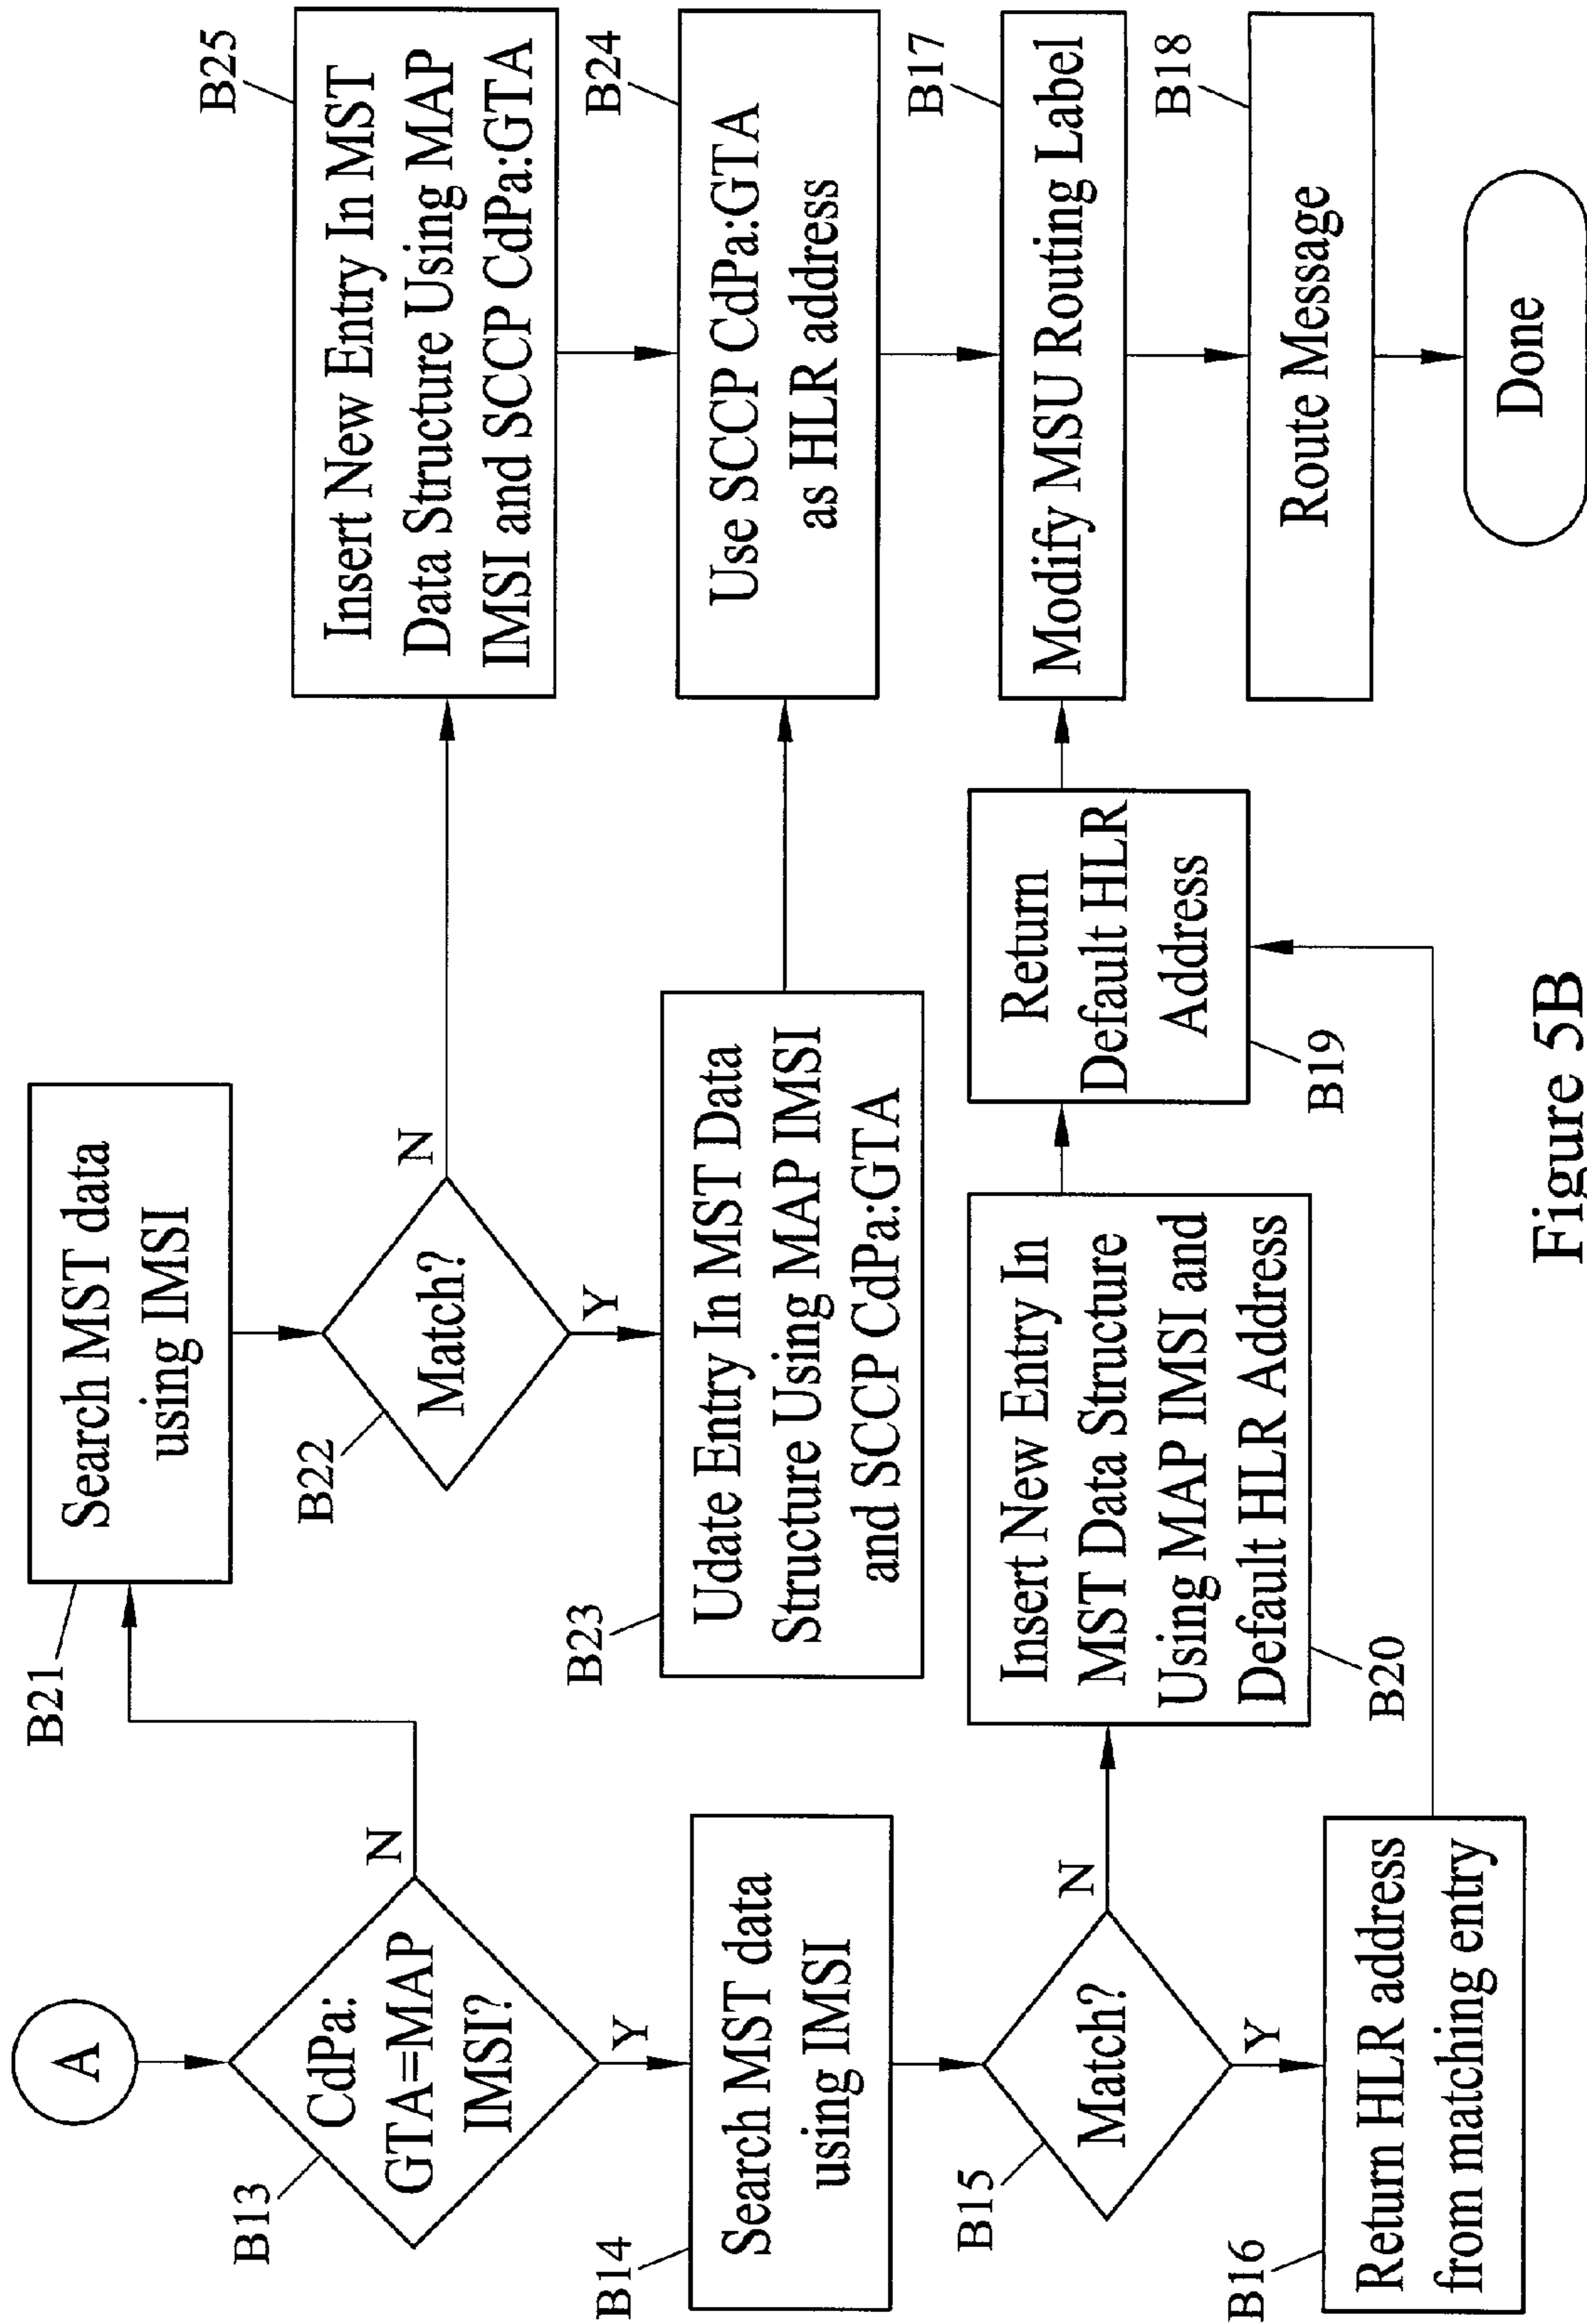 A
B13
CdPa:
GTA=MAP
IMSI?
N
Y
B21
Search MST data
using IMSI
B22
Match?
N
Y
B25
Insert New Entry In MST
Data Structure Using MAP
IMSI and SCCP CdPa:GTA
B23
Udate Entry In MST Data
Structure Using MAP IMSI
and SCCP CdPa:GTA
B24
Use SCCP CdPa:GTA
as HLR address
B14
Search MST data
using IMSI
B15
Match?
N
Y
B20
Insert New Entry In
MST Data Structure
Using MAP IMSI and
Default HLR Address
B19
Return
Default HLR
Address
B17
Modify MSU Routing Label
B16
Return HLR address
from matching entry
B18
Route Message
Done
Figure 5B